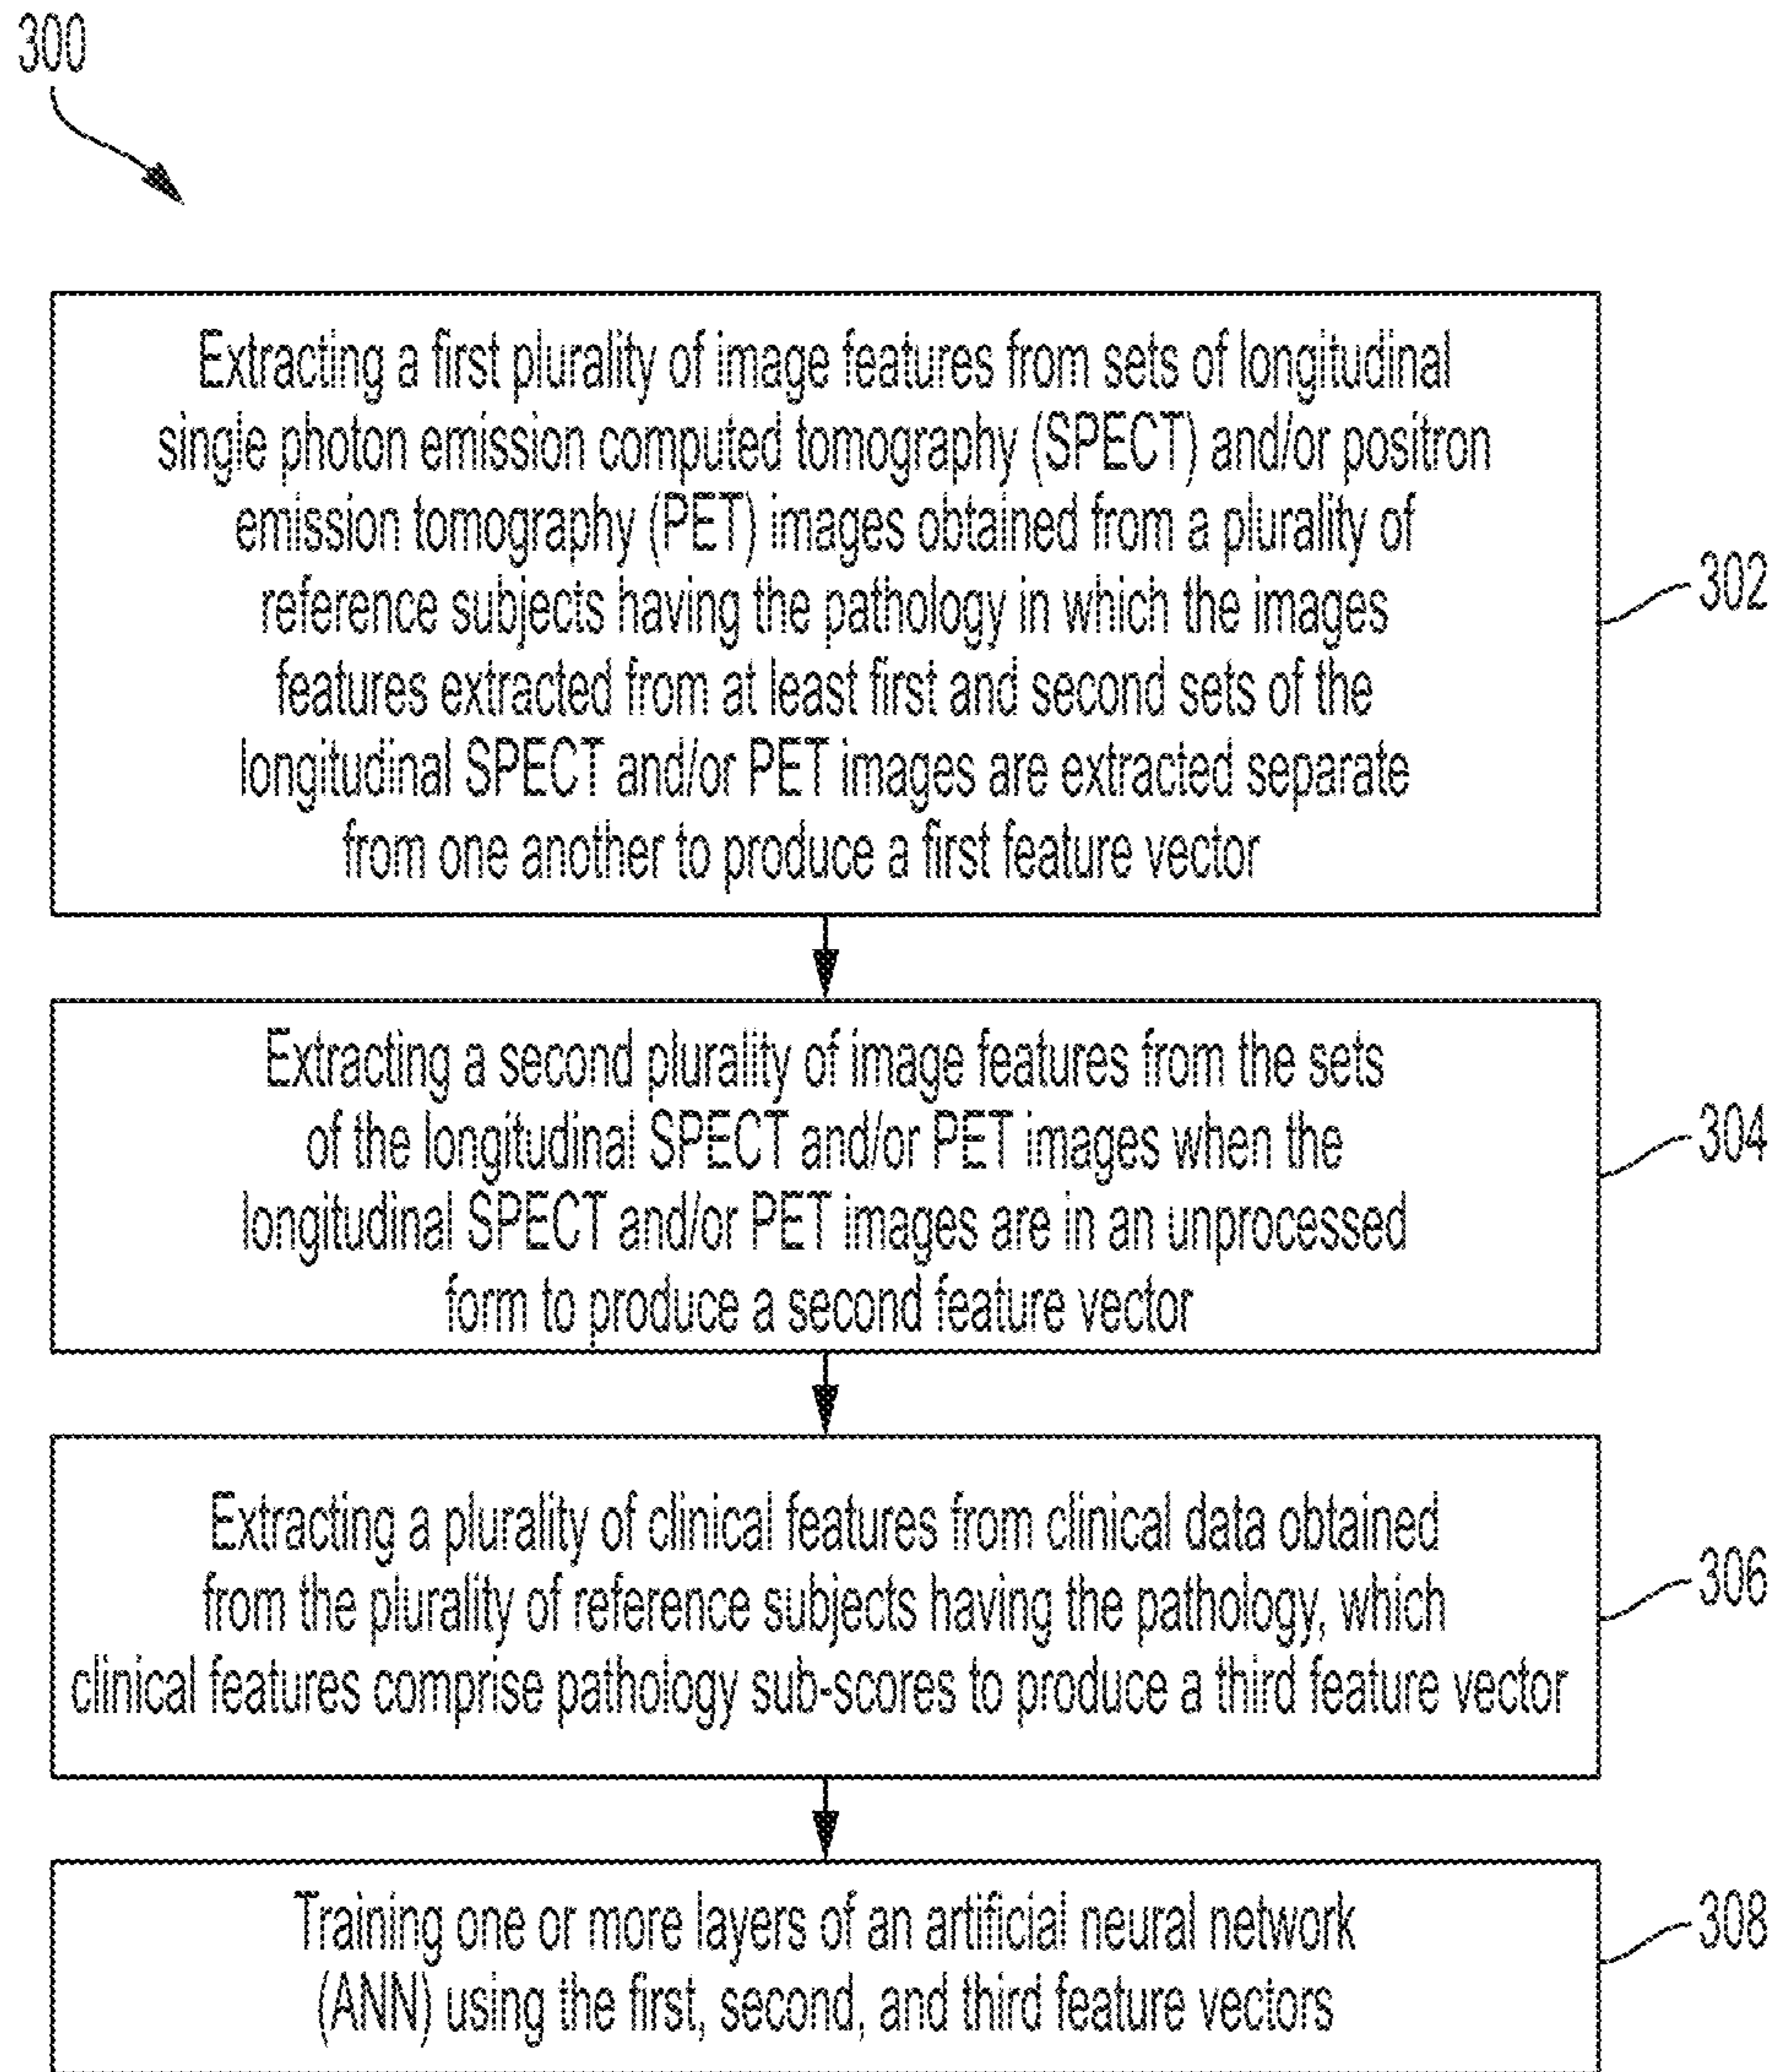 300
Extracting a first plurality of image features from sets of longitudinal
single photon emission computed tomography (SPECT) and/or positron
emission tomography (PET) images obtained from a plurality of
reference subjects having the pathology in which the images
features extracted from at least first and second sets of the
longitudinal SPECT and/or PET images are extracted separate
from one another to produce a first feature vector
302
Extracting a second plurality of image features from the sets
of the longitudinal SPECT and/or PET images when the
longitudinal SPECT and/or PET images are in an unprocessed
form to produce a second feature vector
304
Extracting a plurality of clinical features from clinical data obtained
from the plurality of reference subjects having the pathology, which
clinical features comprise pathology sub-scores to produce a third feature vector
306
Training one or more layers of an artificial neural network
(ANN) using the first, second, and third feature vectors
308